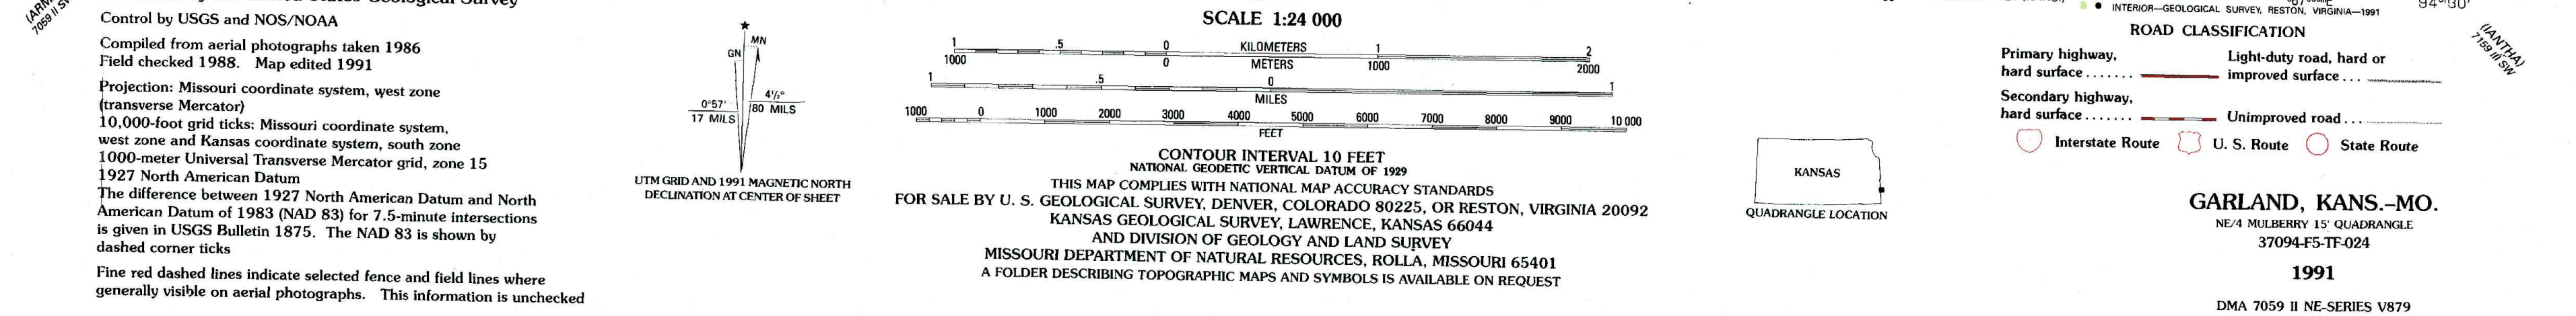 (ARM
7059 II SW
Control by USGS and NOS/NOAA
Compiled from aerial photographs taken 1986
Field checked 1988. Map edited 1991
Projection: Missouri coordinate system, west zone
(transverse Mercator)
10,000-foot grid ticks: Missouri coordinate system,
west zone and Kansas coordinate system, south zone
1000-meter Universal Transverse Mercator grid, zone 15
1927 North American Datum
The difference between 1927 North American Datum and North
American Datum of 1983 (NAD 83) for 7.5-minute intersections
is given in USGS Bulletin 1875. The NAD 83 is shown by
dashed corner ticks
Fine red dashed lines indicate selected fence and field lines where
generally visible on aerial photographs. This information is unchecked
★
MN
GN
0°57'
17 MILS
4½°
80 MILS
UTM GRID AND 1991 MAGNETIC NORTH
DECLINATION AT CENTER OF SHEET
SCALE 1:24 000
1 .5 0 KILOMETERS 1 2
1000 0 METERS 1000 2000
1 .5 0 1
MILES
1000 0 1000 2000 3000 4000 5000 6000 7000 8000 9000 10 000
FEET
CONTOUR INTERVAL 10 FEET
NATIONAL GEODETIC VERTICAL DATUM OF 1929
THIS MAP COMPLIES WITH NATIONAL MAP ACCURACY STANDARDS
FOR SALE BY U. S. GEOLOGICAL SURVEY, DENVER, COLORADO 80225, OR RESTON, VIRGINIA 20092
KANSAS GEOLOGICAL SURVEY, LAWRENCE, KANSAS 66044
AND DIVISION OF GEOLOGY AND LAND SURVEY
MISSOURI DEPARTMENT OF NATURAL RESOURCES, ROLLA, MISSOURI 65401
A FOLDER DESCRIBING TOPOGRAPHIC MAPS AND SYMBOLS IS AVAILABLE ON REQUEST
KANSAS
QUADRANGLE LOCATION
INTERIOR—GEOLOGICAL SURVEY, RESTON, VIRGINIA—1991
94°30'
(IANTHA)
7159 III SW
ROAD CLASSIFICATION
Primary highway,
hard surface.......
Light-duty road, hard or
improved surface...
Secondary highway,
hard surface.......
Unimproved road...
Interstate Route
U. S. Route
State Route
GARLAND, KANS.–MO.
NE/4 MULBERRY 15' QUADRANGLE
37094-F5-TF-024
1991
DMA 7059 II NE-SERIES V879